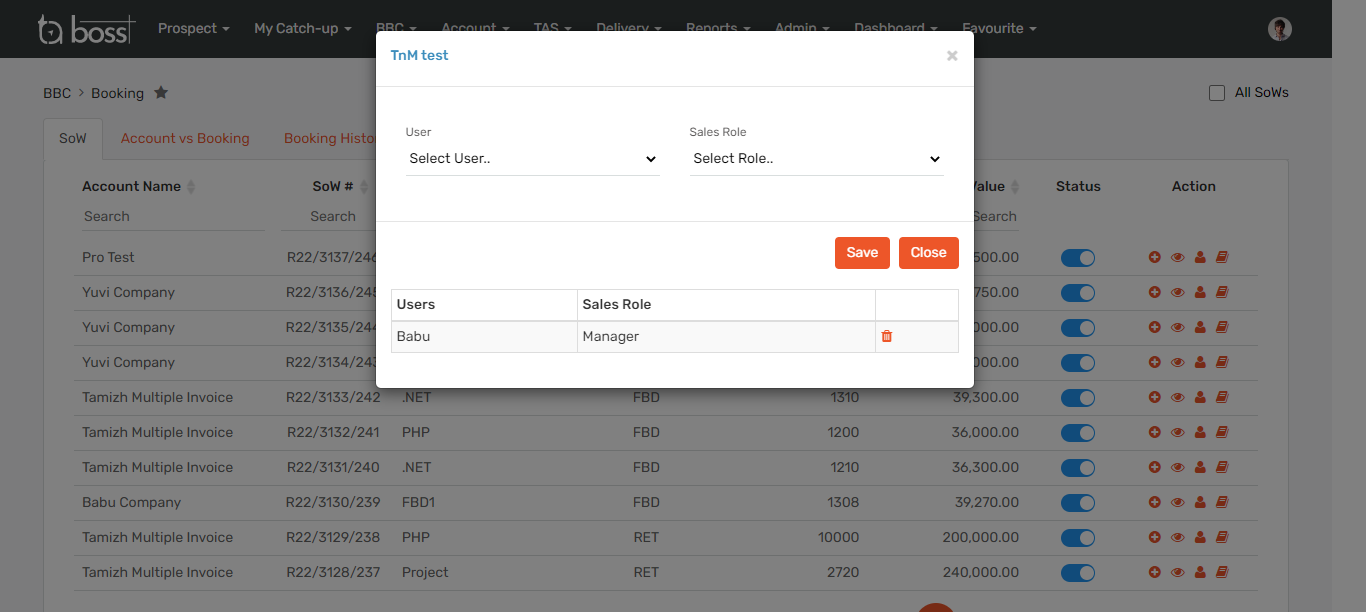 boss
Prospect My Catch-up BBC Account TAS Delivery Reports Admin Dashboard Favourite
TnM test ×
BBC > Booking All SoWs
User Sales Role
SoW Account vs Booking Booking Histo
Select User.. Select Role..
Account Name SoW # Value Status Action
Search Search Search
Save Close
Pro Test R22/3137/246 500.00
Yuvi Company R22/3136/245 750.00
Users Sales Role
Yuvi Company R22/3135/244 000.00
Babu Manager
Yuvi Company R22/3134/243 000.00
Tamizh Multiple Invoice R22/3133/242 .NET FBD 1310 39,300.00
Tamizh Multiple Invoice R22/3132/241 PHP FBD 1200 36,000.00
Tamizh Multiple Invoice R22/3131/240 .NET FBD 1210 36,300.00
Babu Company R22/3130/239 FBD1 FBD 1308 39,270.00
Tamizh Multiple Invoice R22/3129/238 PHP RET 10000 200,000.00
Tamizh Multiple Invoice R22/3128/237 Project RET 2720 240,000.00